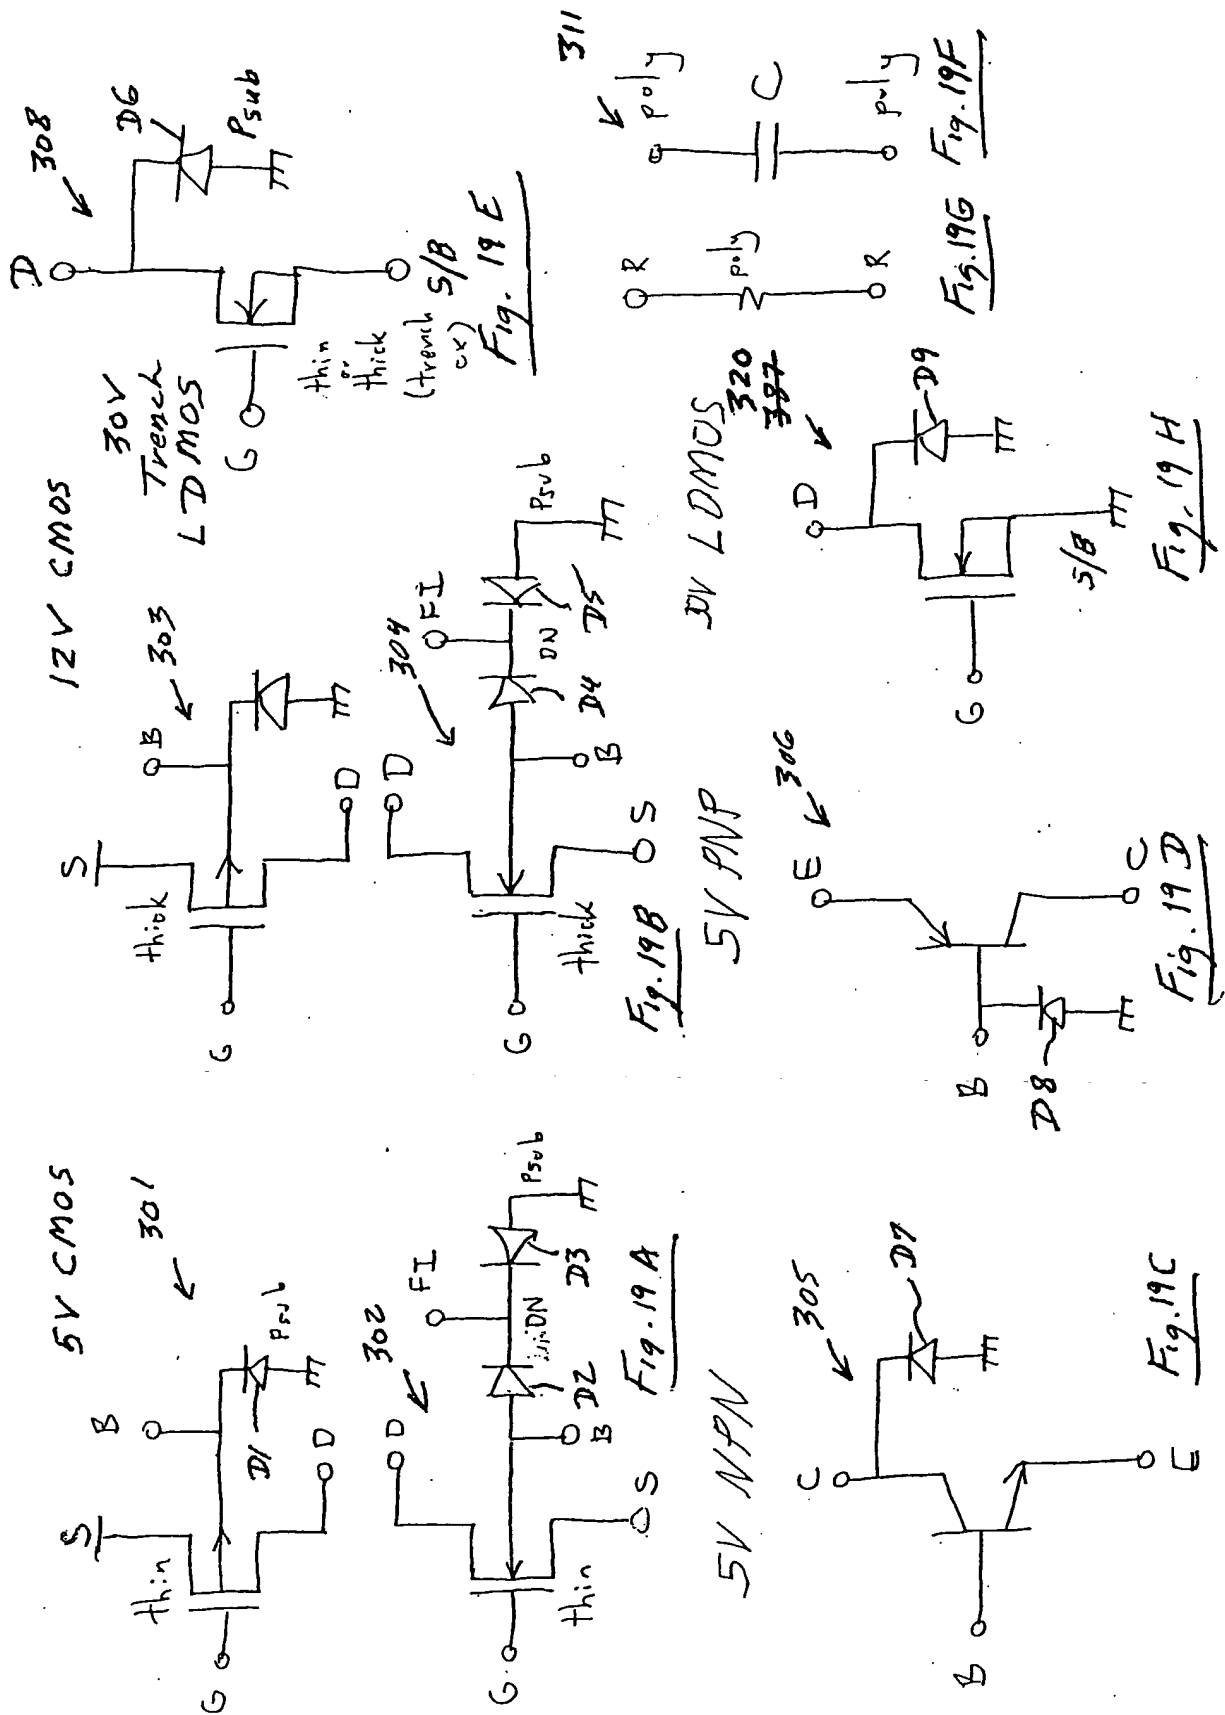 5V CMOS
301
S
B
thin
G
D1
Psub
D
302
D
FI
G
D2
DN
D3
Psub
thin
B
S
Fig. 19A
12V CMOS
303
S
B
thick
G
D
304
D
FI
G
D4
DN
D5
Psub
thick
B
S
Fig. 19B
30V
Trench
LDMOS
308
D
D6
Psub
G
thin
or
thick
(trench
ox)
S/B
Fig. 19E
5V NPN
305
C
D7
B
E
Fig. 19C
5V PNP
306
E
B
D8
C
Fig. 19D
30V LDMOS
320
387
D
D9
G
S/B
Fig. 19H
R
poly
R
Fig. 19G
311
poly
C
poly
Fig. 19F